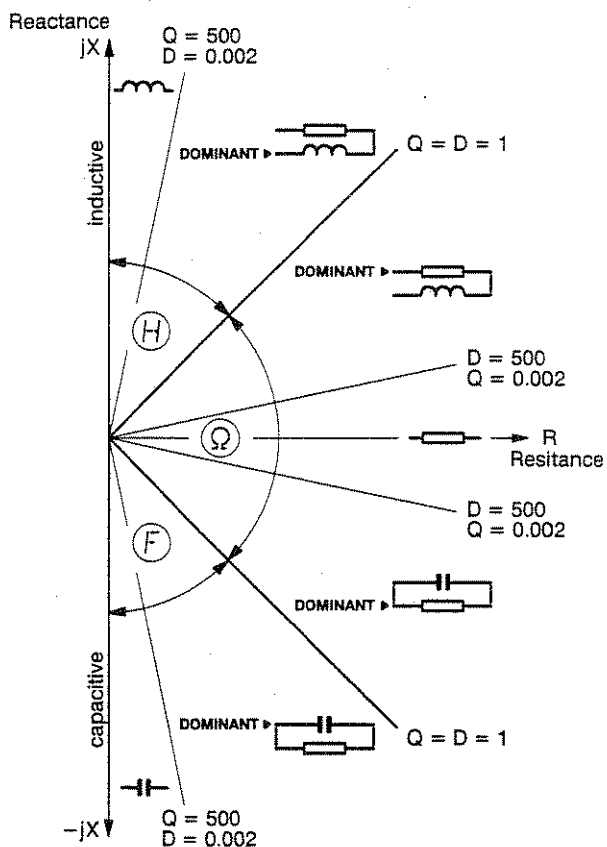 Reactance
jX
Q = 500
D = 0.002
inductive
DOMINANT
Q = D = 1
DOMINANT
H
D = 500
Q = 0.002
Ω
R
Resitance
D = 500
Q = 0.002
F
DOMINANT
capacitive
DOMINANT
Q = D = 1
-jX
Q = 500
D = 0.002